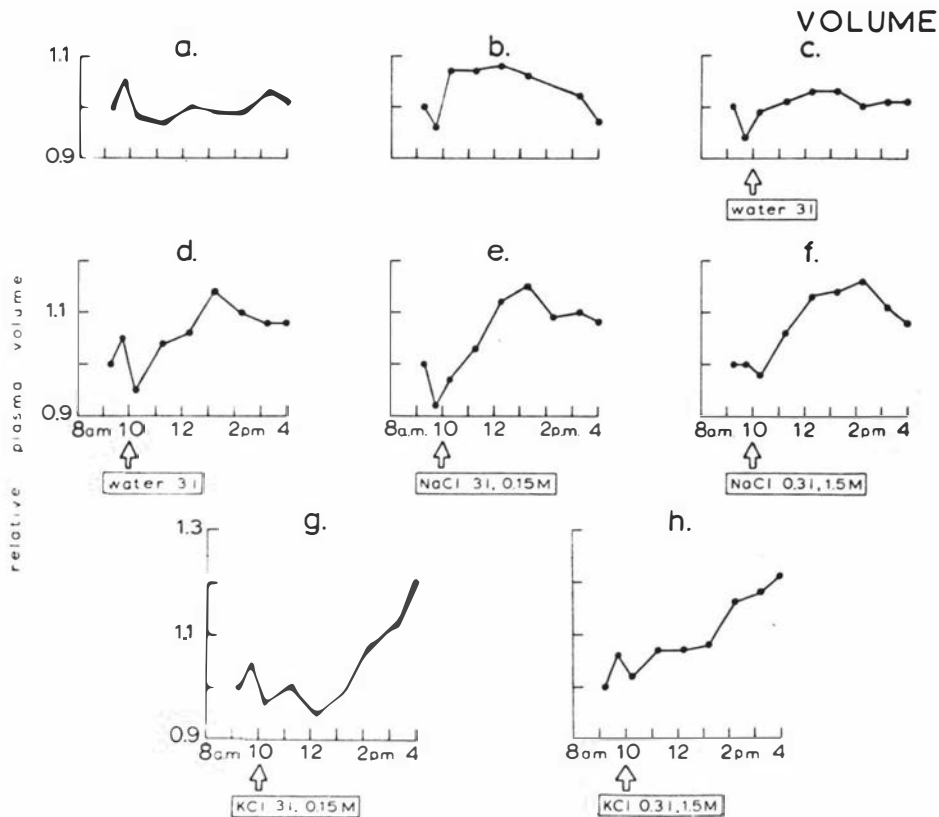 VOLUME
a.
b.
c.
1.1
0.9
water 3l
d.
e.
f.
1.1
0.9
8am 10 12 2pm 4
8a.m. 10 12 2p.m. 4
8am 10 12 2pm 4
water 3l
NaCl 3l, 0.15M
NaCl 0.3l, 1.5M
relative plasma volume
g.
h.
1.3
1.1
0.9
8am 10 12 2pm 4
8am 10 12 2pm 4
KCl 3l, 0.15M
KCl 0.3l, 1.5M